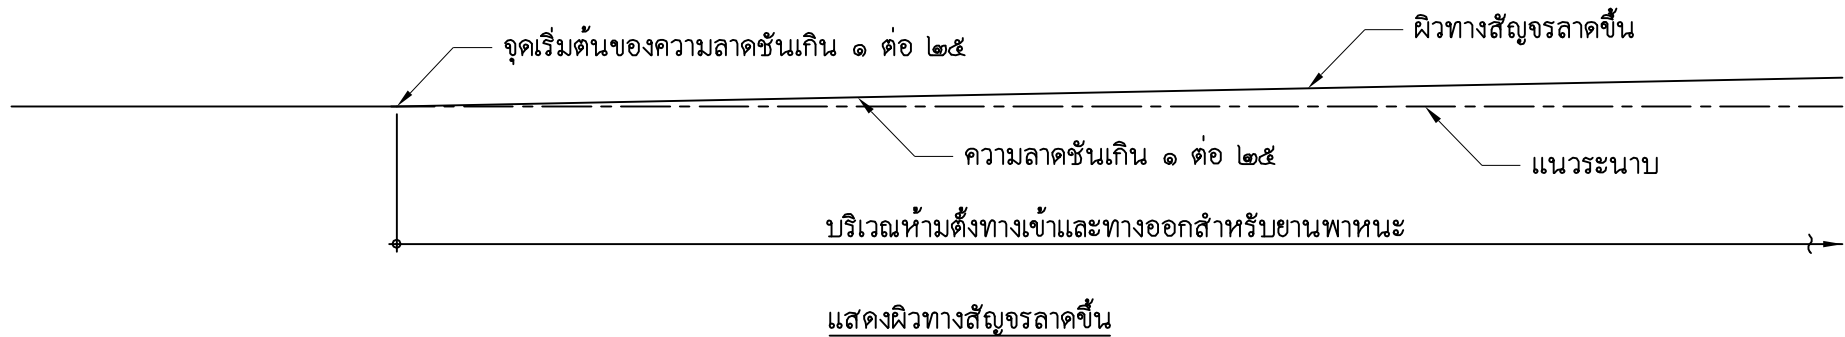 ผิวทางสัญจรลาดขึ้น
จุดเริ่มต้นของความลาดชันเกิน ๑ ต่อ ๒๕
ความลาดชันเกิน ๑ ต่อ ๒๕
แนวระนาบ
บริเวณห้ามตั้งทางเข้าและทางออกสำหรับยานพาหนะ
แสดงผิวทางสัญจรลาดขึ้น